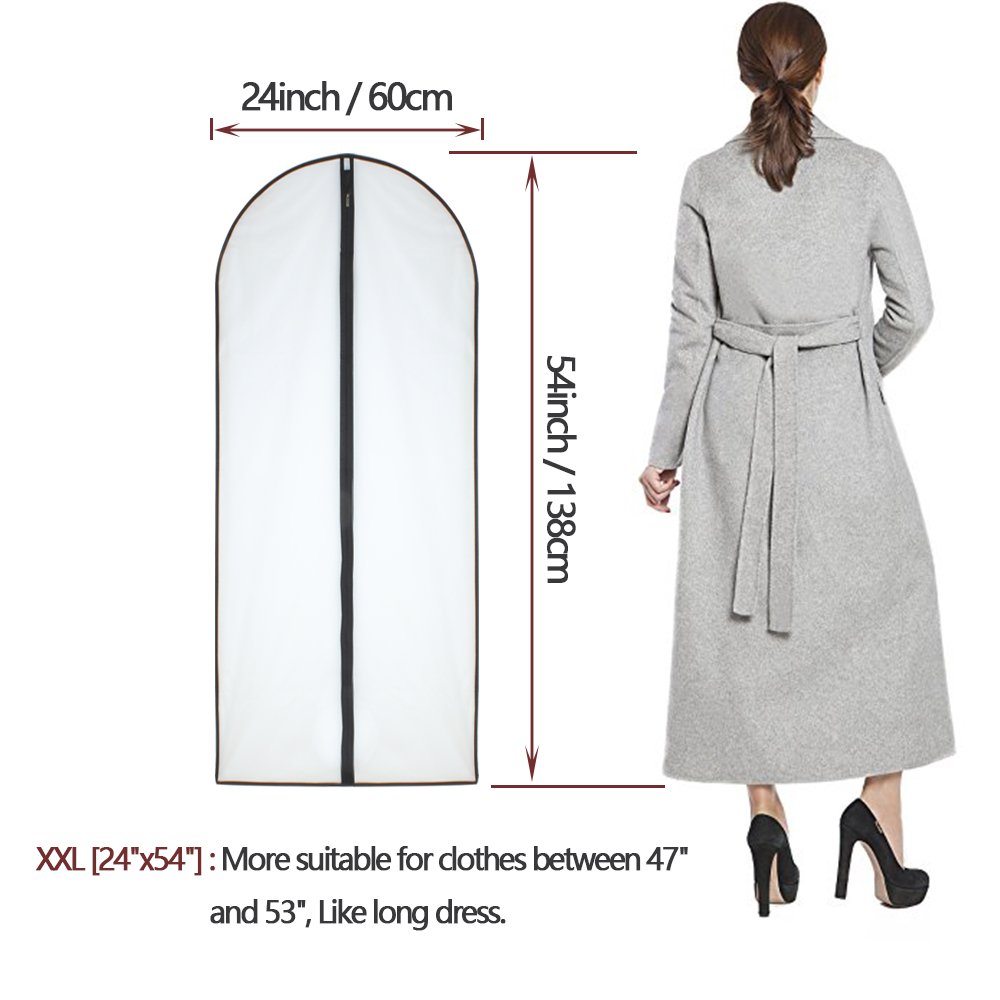 24inch / 60cm
54inch / 138cm
XXL [24"x54"] : More suitable for clothes between 47"
and 53", Like long dress.